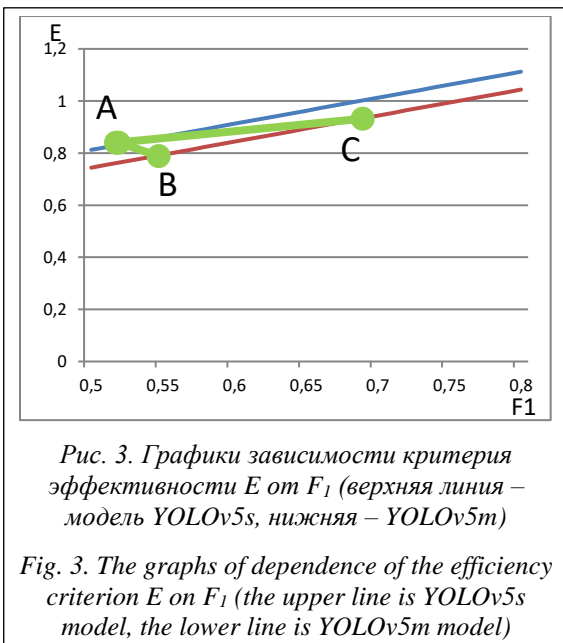 E
1,2
1
A
C
0,8
B
0,6
0,4
0,2
0
0,5 0,55 0,6 0,65 0,7 0,75 0,8
F1
Рис. 3. Графики зависимости критерия
эффективности E от F₁ (верхняя линия –
модель YOLOv5s, нижняя – YOLOv5m)
Fig. 3. The graphs of dependence of the efficiency
criterion E on F₁ (the upper line is YOLOv5s
model, the lower line is YOLOv5m model)